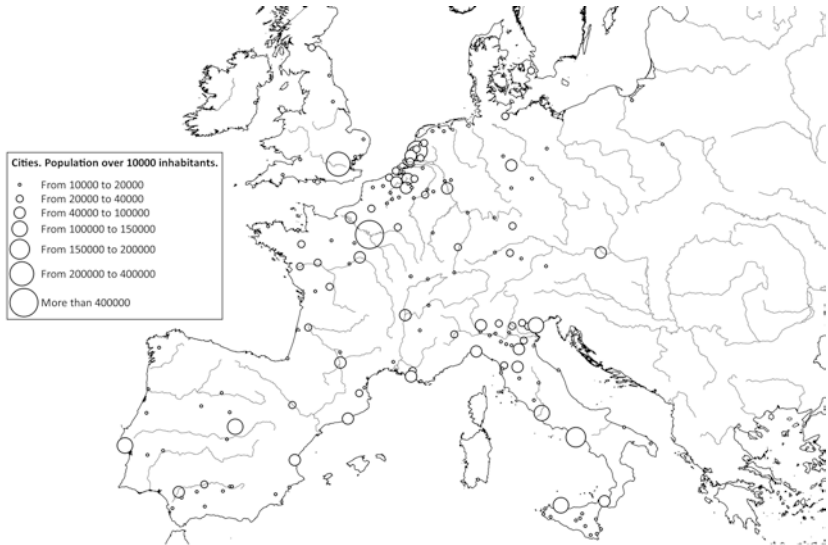 Cities. Population over 10000 inhabitants.
From 10000 to 20000
From 20000 to 40000
From 40000 to 100000
From 100000 to 150000
From 150000 to 200000
From 200000 to 400000
More than 400000